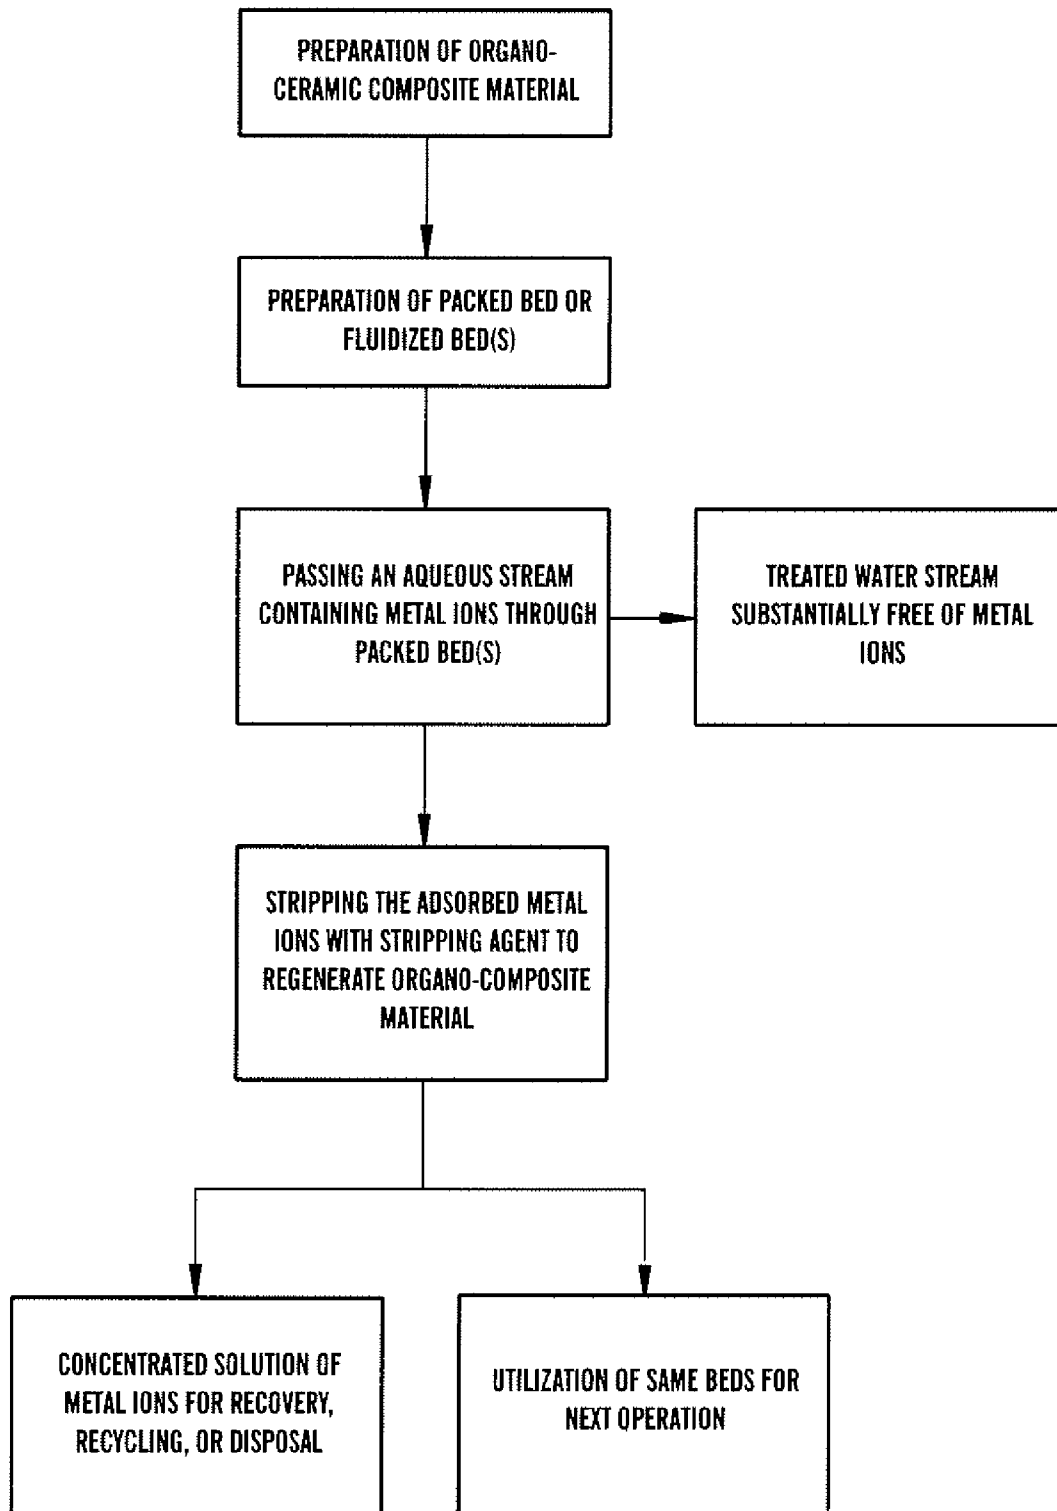 PREPARATION OF ORGANO-
CERAMIC COMPOSITE MATERIAL
PREPARATION OF PACKED BED OR
FLUIDIZED BED(S)
PASSING AN AQUEOUS STREAM
CONTAINING METAL IONS THROUGH
PACKED BED(S)
TREATED WATER STREAM
SUBSTANTIALLY FREE OF METAL
IONS
STRIPPING THE ADSORBED METAL
IONS WITH STRIPPING AGENT TO
REGENERATE ORGANO-COMPOSITE
MATERIAL
CONCENTRATED SOLUTION OF
METAL IONS FOR RECOVERY,
RECYCLING, OR DISPOSAL
UTILIZATION OF SAME BEDS FOR
NEXT OPERATION